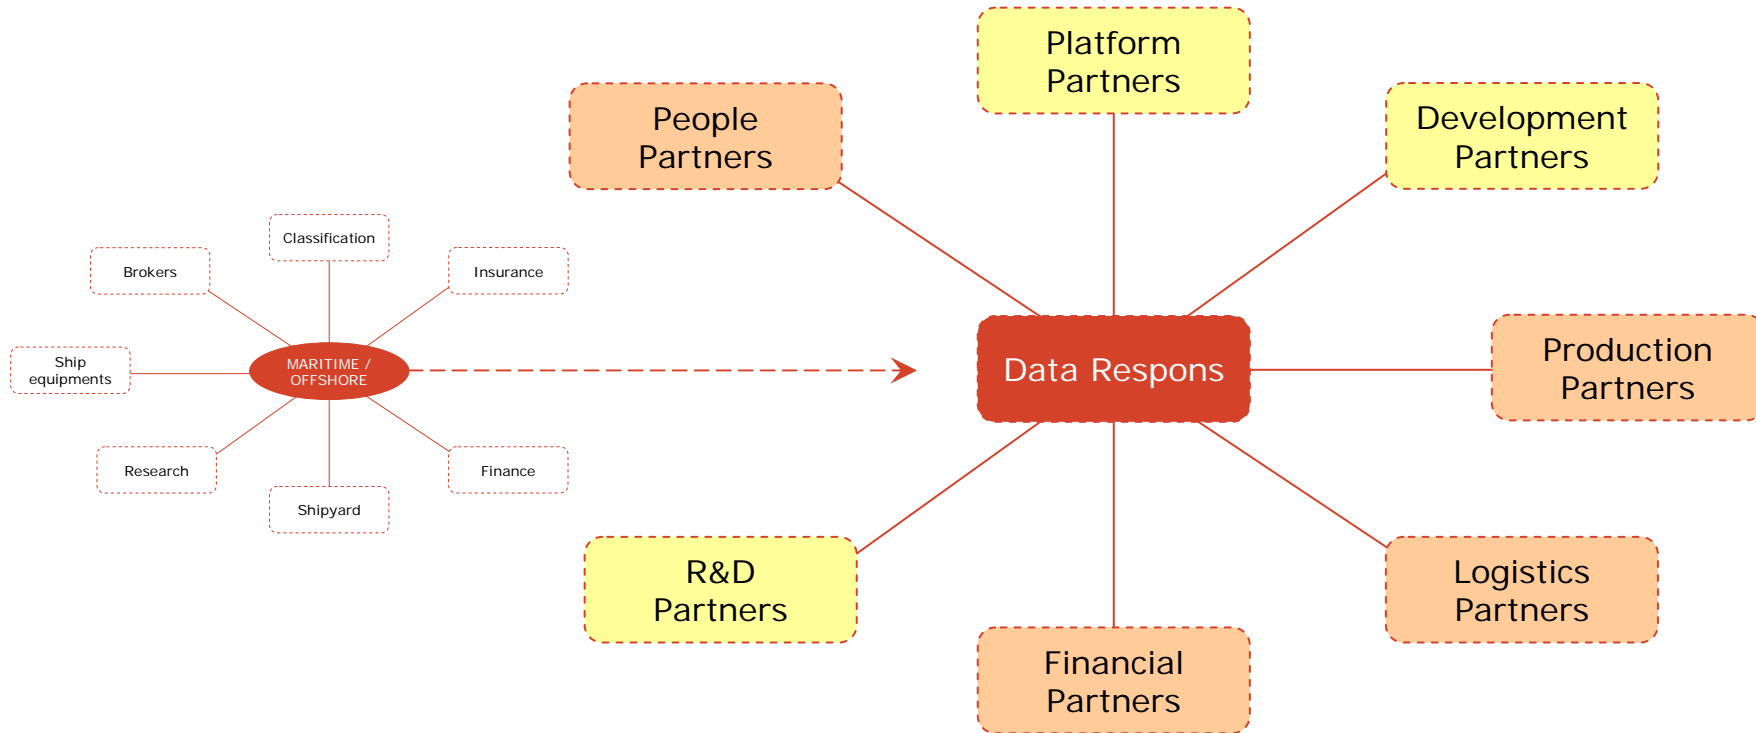 Platform
Partners
People
Partners
Development
Partners
Classification
Brokers
Insurance
Ship
equipments
MARITIME /
OFFSHORE
Data Respons
Production
Partners
Research
Finance
Shipyard
R&D
Partners
Logistics
Partners
Financial
Partners